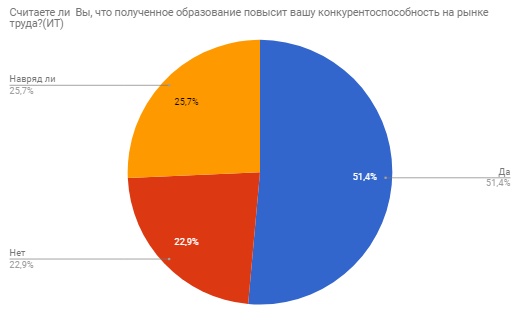 Считаете ли  Вы, что полученное образование повысит вашу конкурентоспособность на рынке
труда?(ИТ)
Навряд ли
25,7%
25,7%
51,4%
Да
51,4%
22,9%
Нет
22,9%